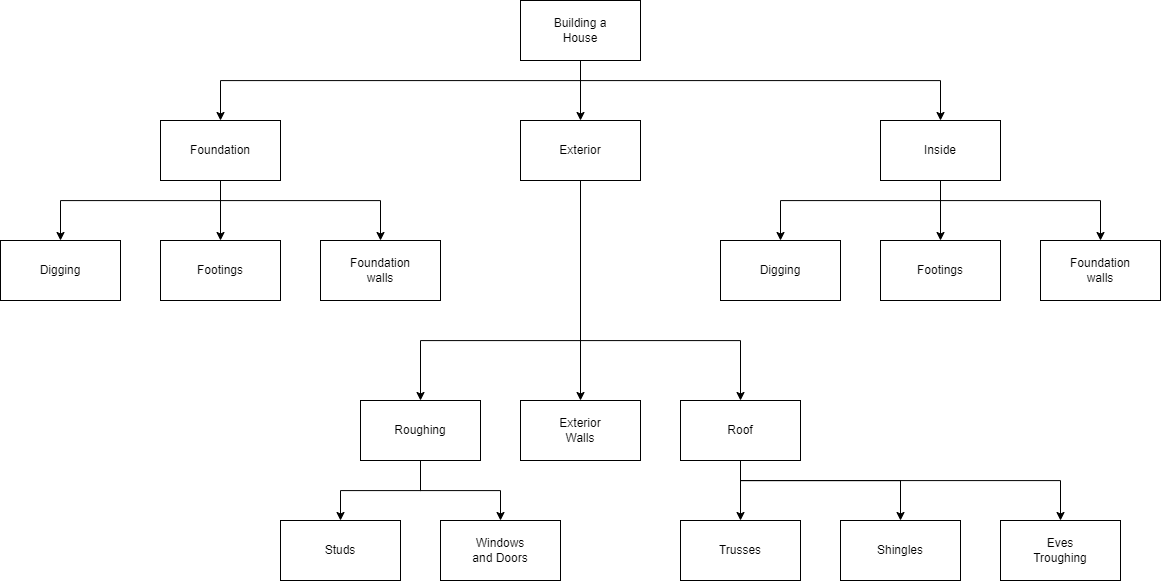 Building a
House
Foundation
Exterior
Inside
Digging
Footings
Foundation
walls
Digging
Footings
Foundation
walls
Roughing
Exterior
Walls
Roof
Studs
Windows
and Doors
Trusses
Shingles
Eves
Troughing